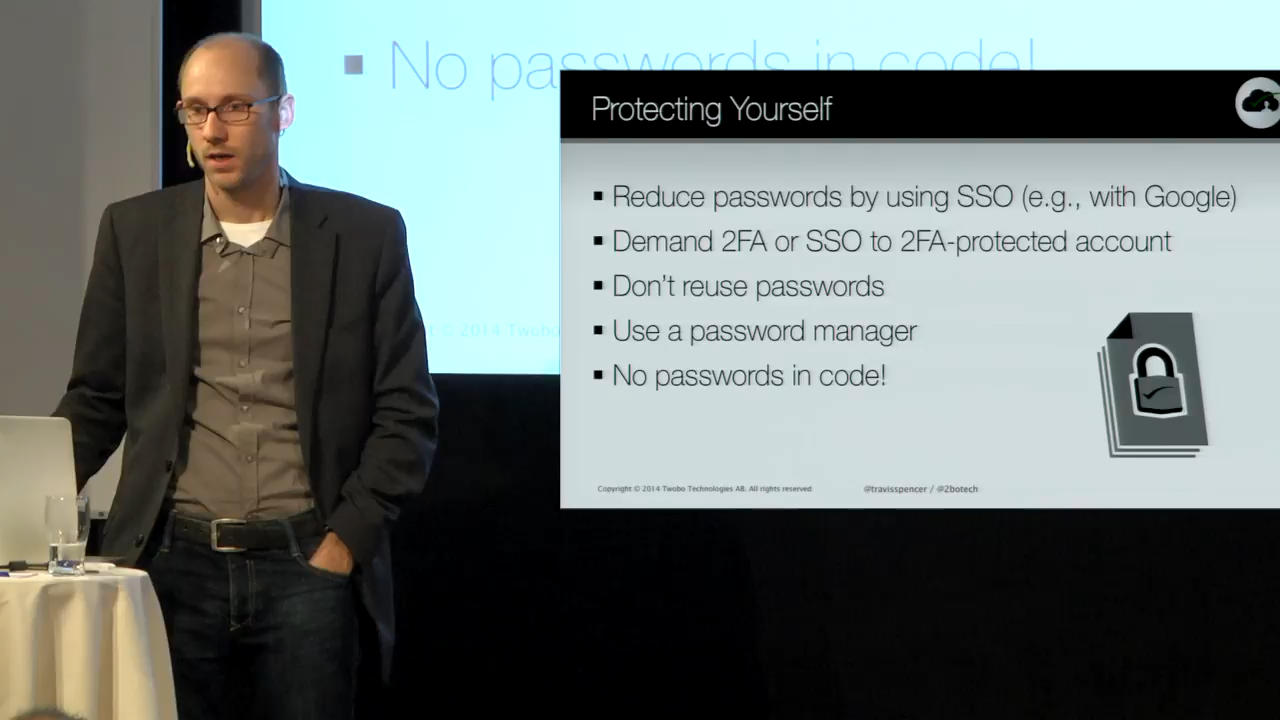 ▪ No passwords in code!
© 2014 Twobo
Protecting Yourself
▪ Reduce passwords by using SSO (e.g., with Google)
▪ Demand 2FA or SSO to 2FA-protected account
▪ Don't reuse passwords
▪ Use a password manager
▪ No passwords in code!
Copyright © 2014 Twobo Technologies AB. All rights reserved
@travisspencer / @2botech